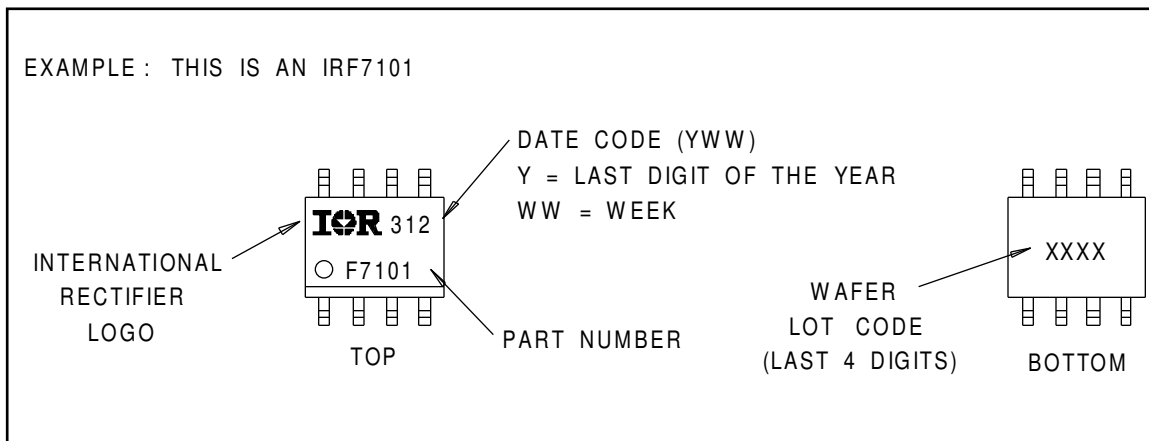 EXAMPLE : THIS IS AN IRF7101
DATE CODE (YWW)
Y = LAST DIGIT OF THE YEAR
WW = WEEK
IOR 312
F7101
INTERNATIONAL
RECTIFIER
LOGO
PART NUMBER
TOP
XXXX
WAFER
LOT CODE
(LAST 4 DIGITS)
BOTTOM